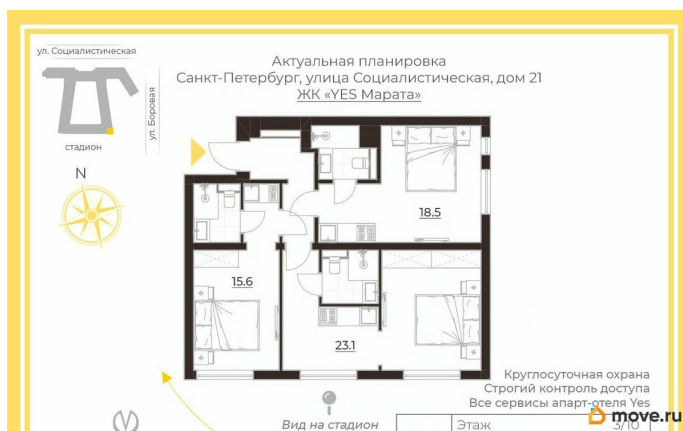 ул. Социалистическая
ул. Боровая
стадион
N
Актуальная планировка
Санкт-Петербург, улица Социалистическая, дом 21
ЖК «YES Марата»
18.5
15.6
23.1
Круглосуточная охрана
Строгий контроль доступа
Все сервисы апарт-отеля Yes
Вид на стадион
Этаж 3/10
move.ru